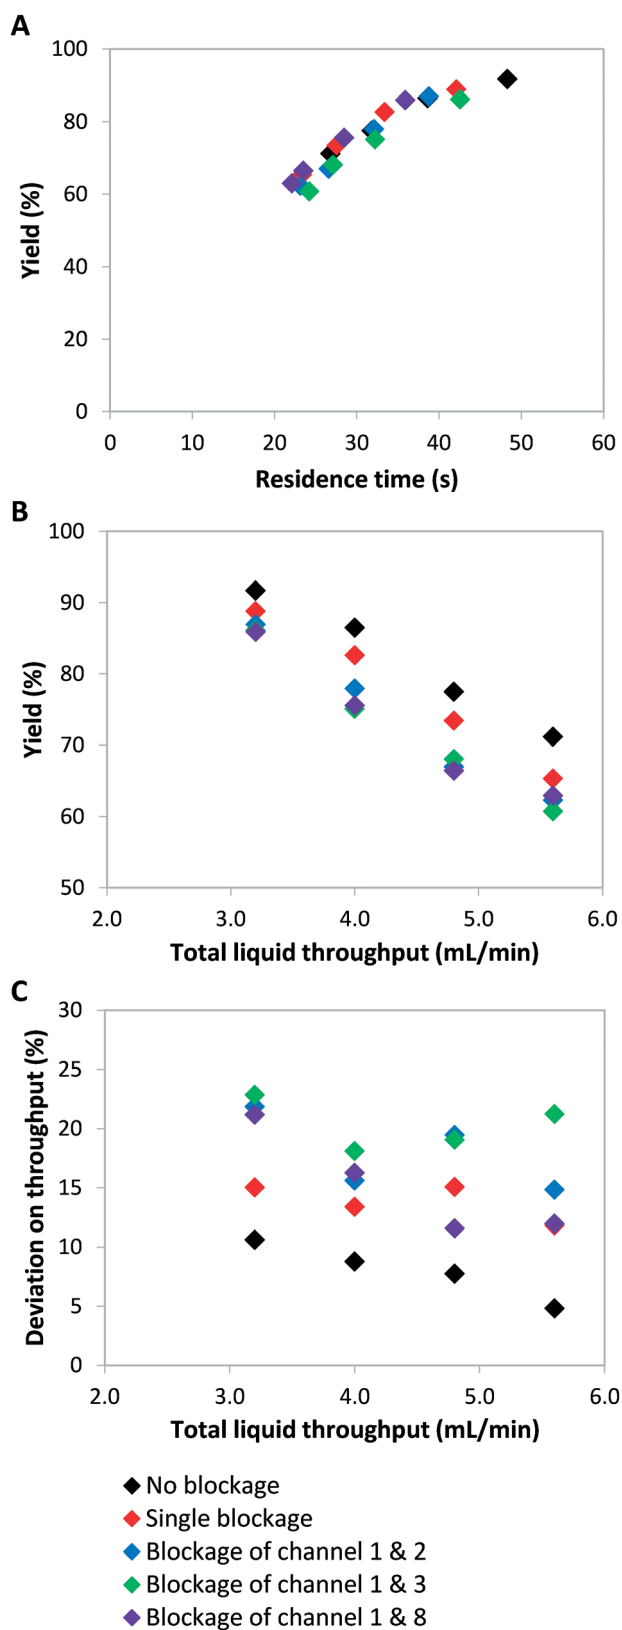 A
100
80
60
40
20
0
Yield (%)
0 10 20 30 40 50 60
Residence time (s)
B
100
90
80
70
60
50
Yield (%)
2.0 3.0 4.0 5.0 6.0
Total liquid throughput (mL/min)
C
30
25
20
15
10
5
0
Deviation on throughput (%)
2.0 3.0 4.0 5.0 6.0
Total liquid throughput (mL/min)
No blockage
Single blockage
Blockage of channel 1 & 2
Blockage of channel 1 & 3
Blockage of channel 1 & 8